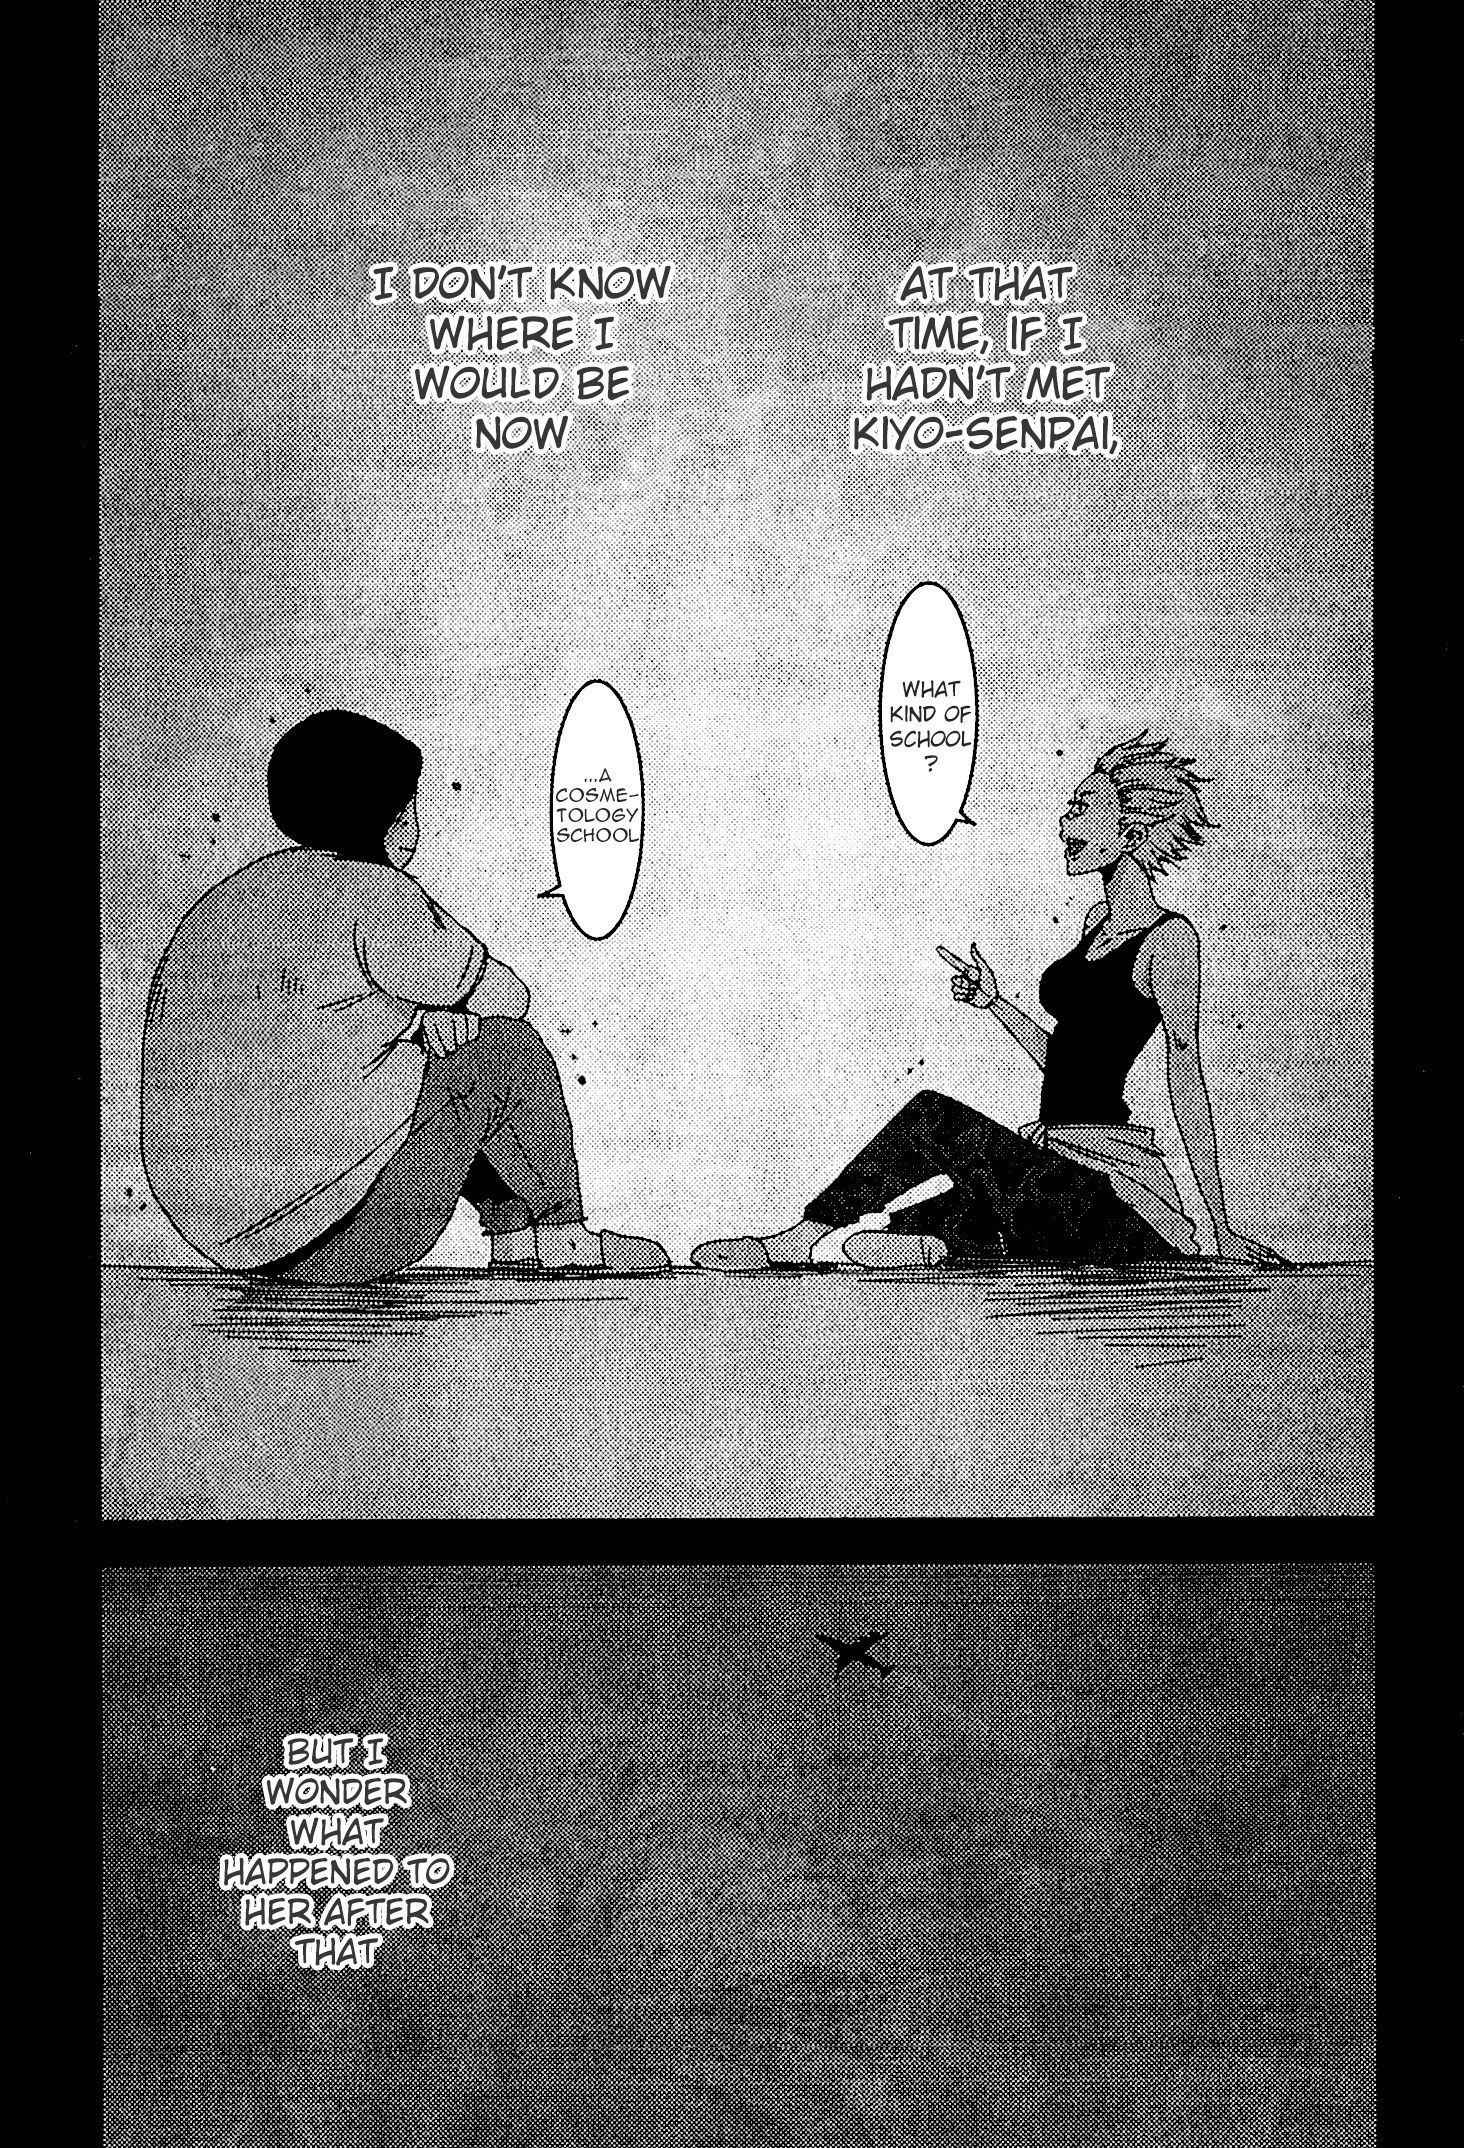 AT THAT
TIME, IF I
HADN'T MET
KIYO-SENPAI,
I DON'T KNOW
WHERE I
WOULD BE
NOW
WHAT
KIND OF
SCHOOL
?
...A
COSME-
TOLOGY
SCHOOL
BUT I
WONDER
WHAT
HAPPENED TO
HER AFTER
THAT